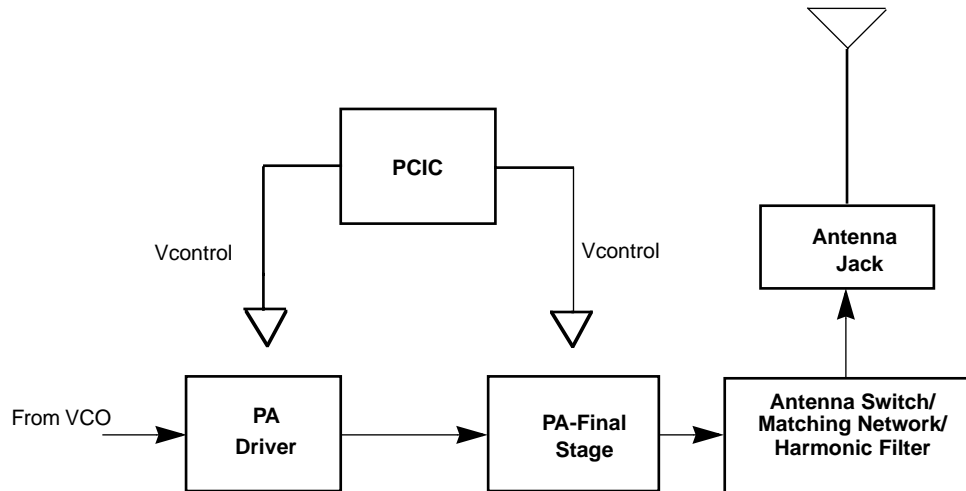 PCIC
Vcontrol
Vcontrol
Antenna
Jack
From VCO
PA
Driver
PA-Final
Stage
Antenna Switch/
Matching Network/
Harmonic Filter